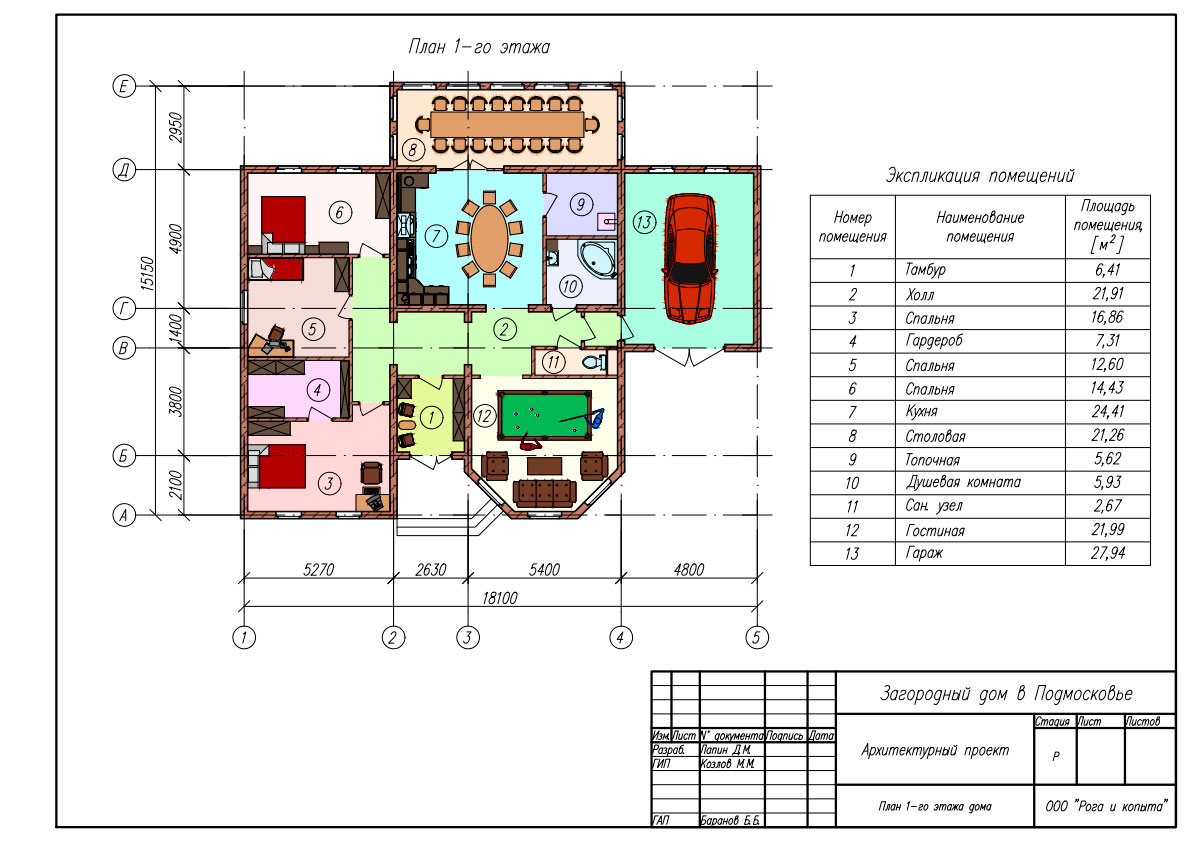 План 1-го этажа
Е
Д
Г
В
Б
А
2950
4900
1400
3800
2100
15150
8
6
7
9
13
10
5
2
11
4
1
12
3
5270
2630
5400
4800
18100
1
2
3
4
5
Экспликация помещений
Номер помещения
Наименование помещения
Площадь помещения, [м²]
1 Тамбур 6,41
2 Холл 21,91
3 Спальня 16,86
4 Гардероб 7,31
5 Спальня 12,60
6 Спальня 14,43
7 Кухня 24,41
8 Столовая 21,26
9 Топочная 5,62
10 Душевая комната 5,93
11 Сан. узел 2,67
12 Гостиная 21,99
13 Гараж 27,94
Загородный дом в Подмосковье
Изм. Лист N° документа Подпись Дата
Разраб. Лапин Д.М.
ГИП Козлов М.М.
ГАП Баранов Б.Б.
Архитектурный проект
Стадия Лист Листов
Р
План 1-го этажа дома
ООО "Рога и копыта"